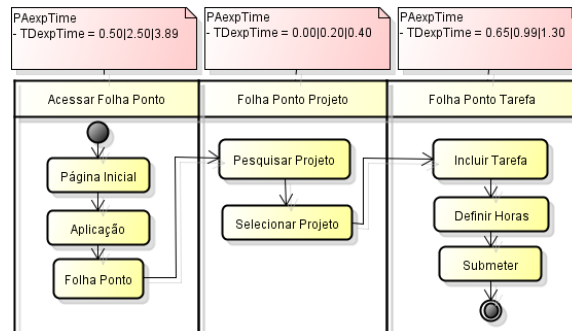 PAexpTime
- TDexpTime = 0.50|2.50|3.89
PAexpTime
- TDexpTime = 0.00|0.20|0.40
PAexpTime
- TDexpTime = 0.65|0.99|1.30
Acessar Folha Ponto
Folha Ponto Projeto
Folha Ponto Tarefa
Página Inicial
Aplicação
Folha Ponto
Pesquisar Projeto
Selecionar Projeto
Incluir Tarefa
Definir Horas
Submeter